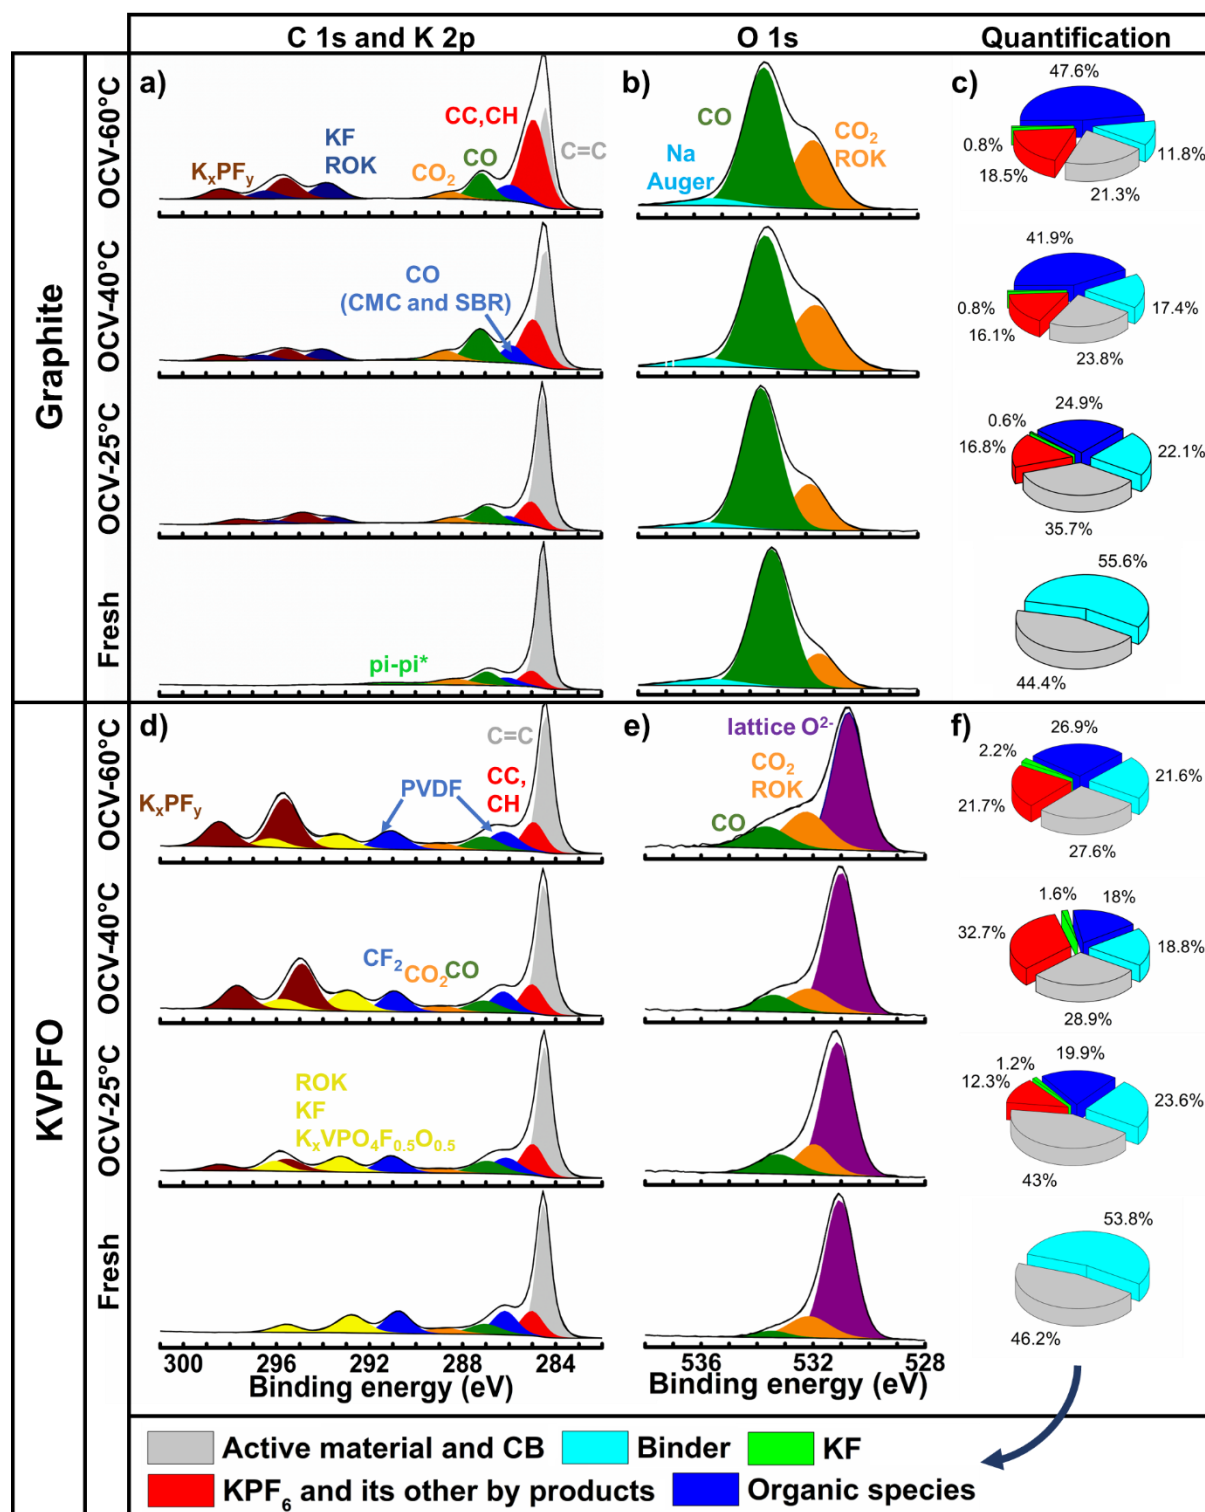 C 1s and K 2p
O 1s
Quantification
Graphite
OCV-60°C
a)
KₓPFᵧ
KF
ROK
CO₂
CO
CC,CH
C=C
b)
Na
Auger
CO
CO₂
ROK
c)
47.6%
0.8%
18.5%
21.3%
11.8%
OCV-40°C
CO
(CMC and SBR)
41.9%
0.8%
16.1%
23.8%
17.4%
OCV-25°C
24.9%
0.6%
16.8%
22.1%
35.7%
Fresh
pi-pi*
55.6%
44.4%
KVPFO
OCV-60°C
d)
KₓPFᵧ
PVDF
C=C
CC,
CH
e)
lattice O²⁻
CO₂
ROK
CO
f)
26.9%
2.2%
21.7%
21.6%
27.6%
OCV-40°C
CF₂
CO₂
CO
1.6%
18%
32.7%
18.8%
28.9%
OCV-25°C
ROK
KF
KₓVPO₄F₀.₅O₀.₅
19.9%
1.2%
12.3%
23.6%
43%
Fresh
53.8%
46.2%
300 296 292 288 284
Binding energy (eV)
536 532 528
Binding energy (eV)
Active material and CB
Binder
KF
KPF₆ and its other by products
Organic species